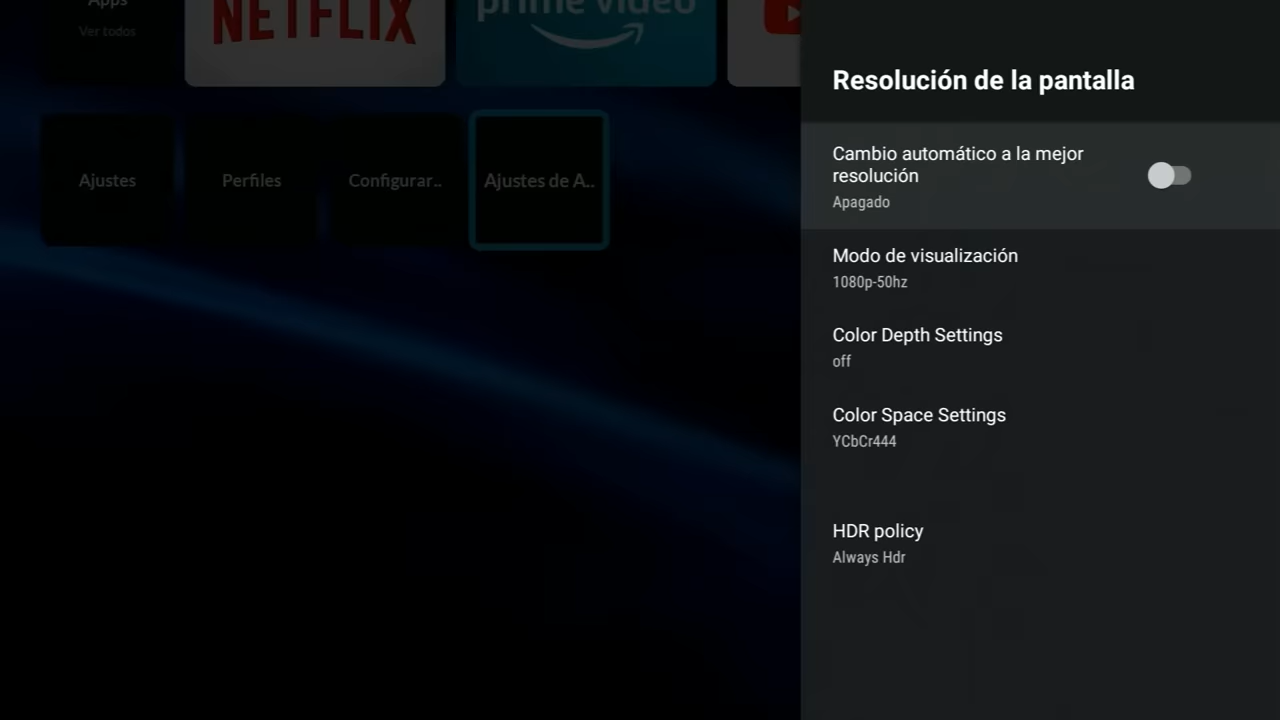 Apps
Ver todos
NETFLIX
prime video
Ajustes
Perfiles
Configurar..
Ajustes de A..
Resolución de la pantalla
Cambio automático a la mejor
resolución
Apagado
Modo de visualización
1080p-50hz
Color Depth Settings
off
Color Space Settings
YCbCr444
HDR policy
Always Hdr